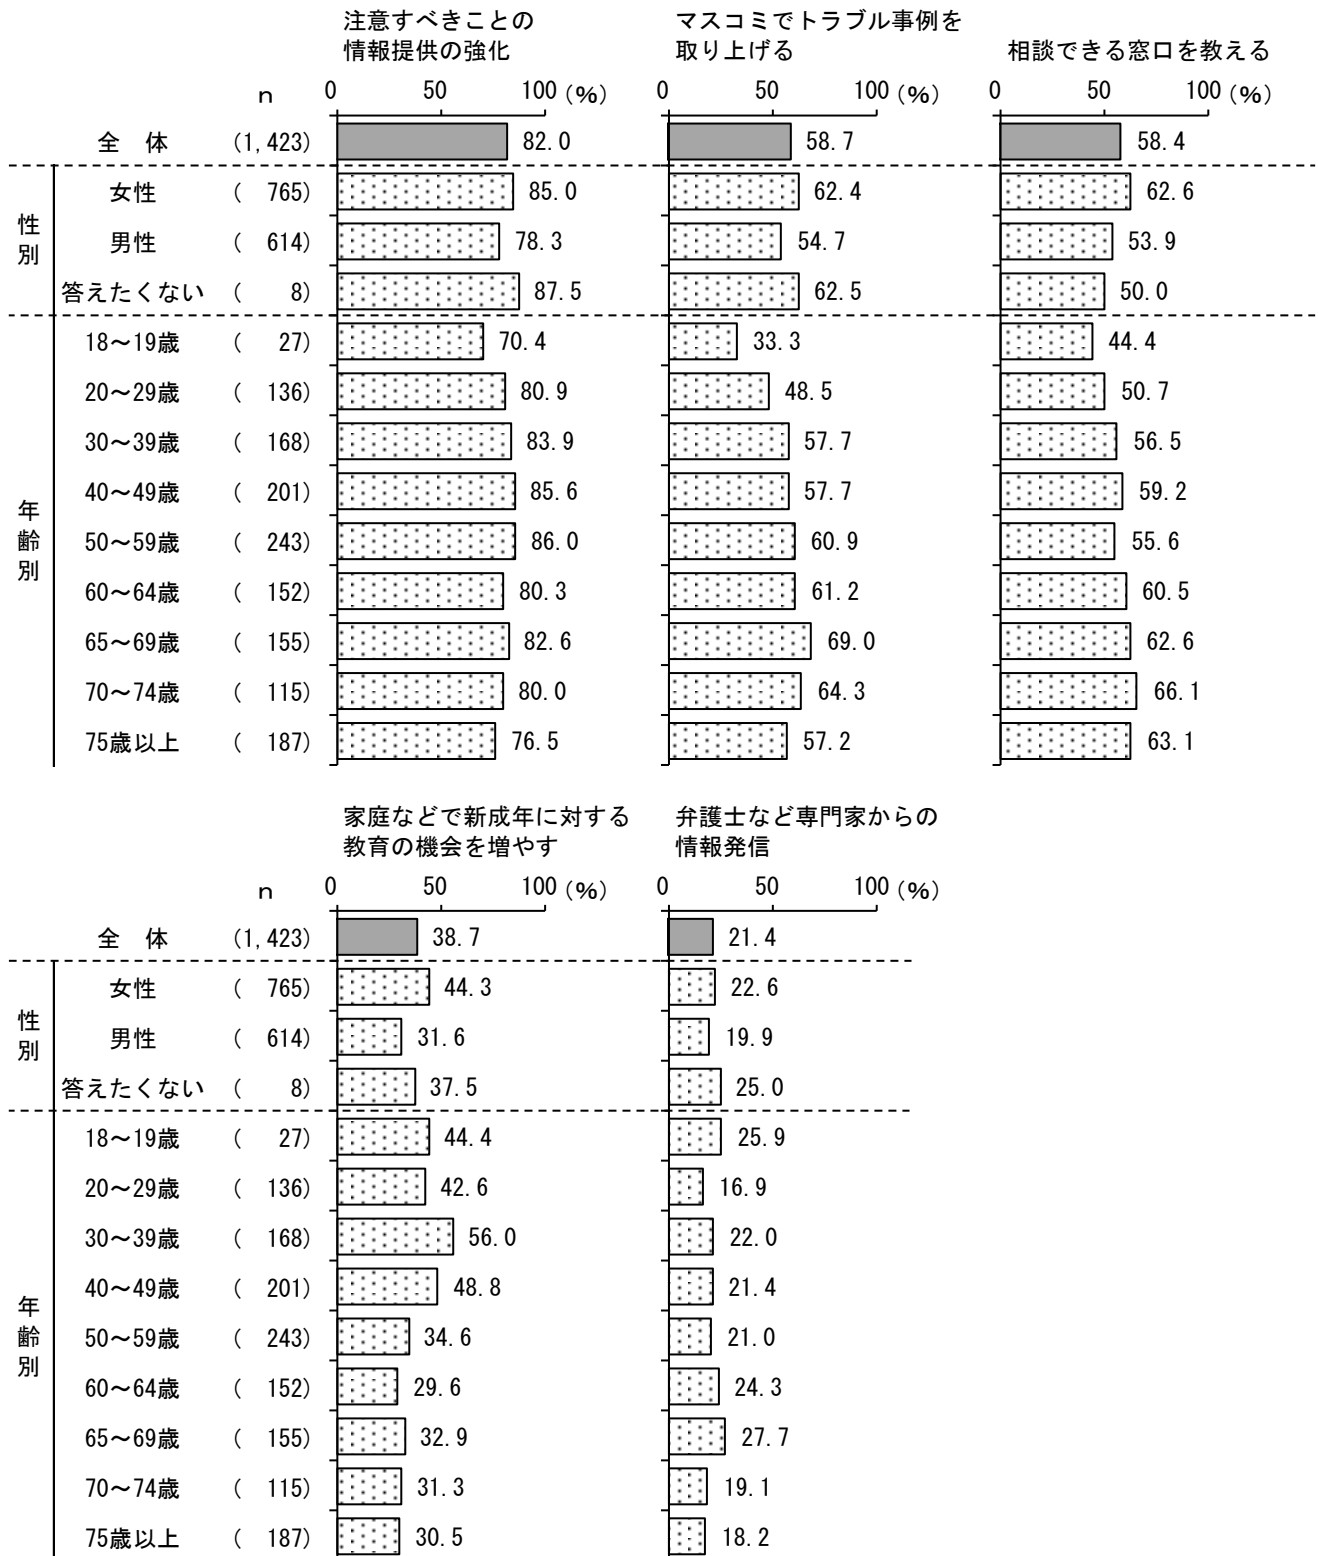 注意すべきことの
情報提供の強化
マスコミでトラブル事例を
取り上げる
相談できる窓口を教える
n 0 50 100 (%) 0 50 100 (%) 0 50 100 (%)
全 体 (1,423) 82.0 58.7 58.4
性別
女性 ( 765) 85.0 62.4 62.6
男性 ( 614) 78.3 54.7 53.9
答えたくない ( 8) 87.5 62.5 50.0
年齢別
18～19歳 ( 27) 70.4 33.3 44.4
20～29歳 ( 136) 80.9 48.5 50.7
30～39歳 ( 168) 83.9 57.7 56.5
40～49歳 ( 201) 85.6 57.7 59.2
50～59歳 ( 243) 86.0 60.9 55.6
60～64歳 ( 152) 80.3 61.2 60.5
65～69歳 ( 155) 82.6 69.0 62.6
70～74歳 ( 115) 80.0 64.3 66.1
75歳以上 ( 187) 76.5 57.2 63.1
家庭などで新成年に対する
教育の機会を増やす
弁護士など専門家からの
情報発信
n 0 50 100 (%) 0 50 100 (%)
全 体 (1,423) 38.7 21.4
性別
女性 ( 765) 44.3 22.6
男性 ( 614) 31.6 19.9
答えたくない ( 8) 37.5 25.0
年齢別
18～19歳 ( 27) 44.4 25.9
20～29歳 ( 136) 42.6 16.9
30～39歳 ( 168) 56.0 22.0
40～49歳 ( 201) 48.8 21.4
50～59歳 ( 243) 34.6 21.0
60～64歳 ( 152) 29.6 24.3
65～69歳 ( 155) 32.9 27.7
70～74歳 ( 115) 31.3 19.1
75歳以上 ( 187) 30.5 18.2